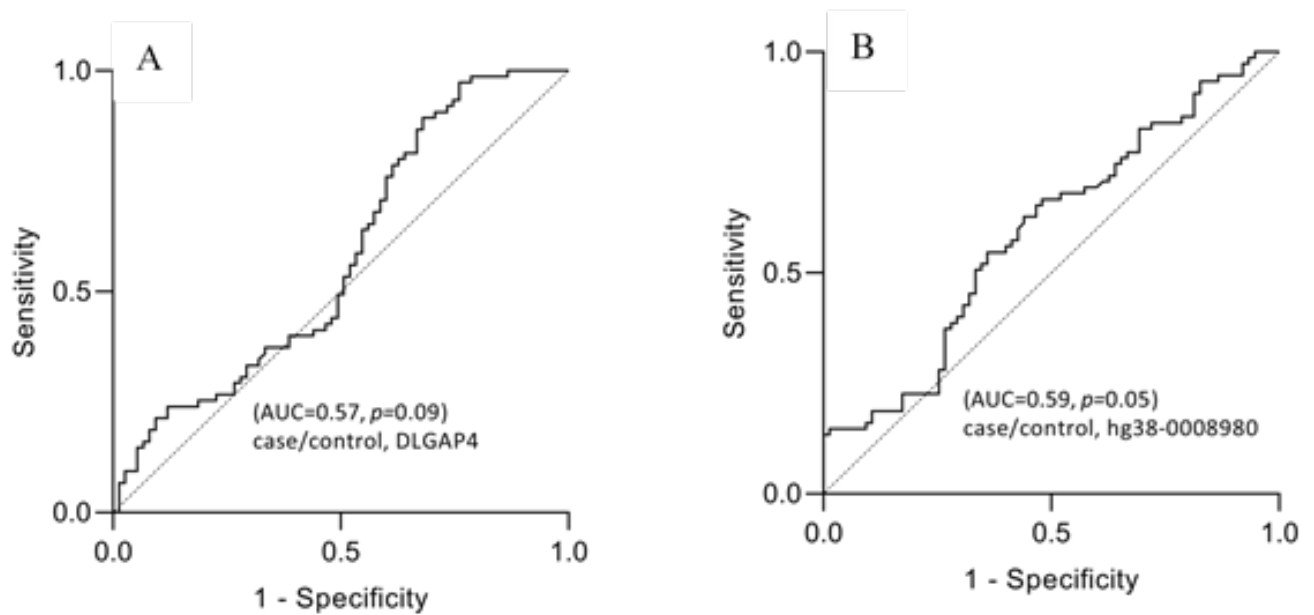 A
1.0
Sensitivity
0.5
(AUC=0.57, p=0.09)
case/control, DLGAP4
0.0
0.0 0.5 1.0
1 - Specificity
B
1.0
Sensitivity
0.5
(AUC=0.59, p=0.05)
case/control, hg38-0008980
0.0
0.0 0.5 1.0
1 - Specificity